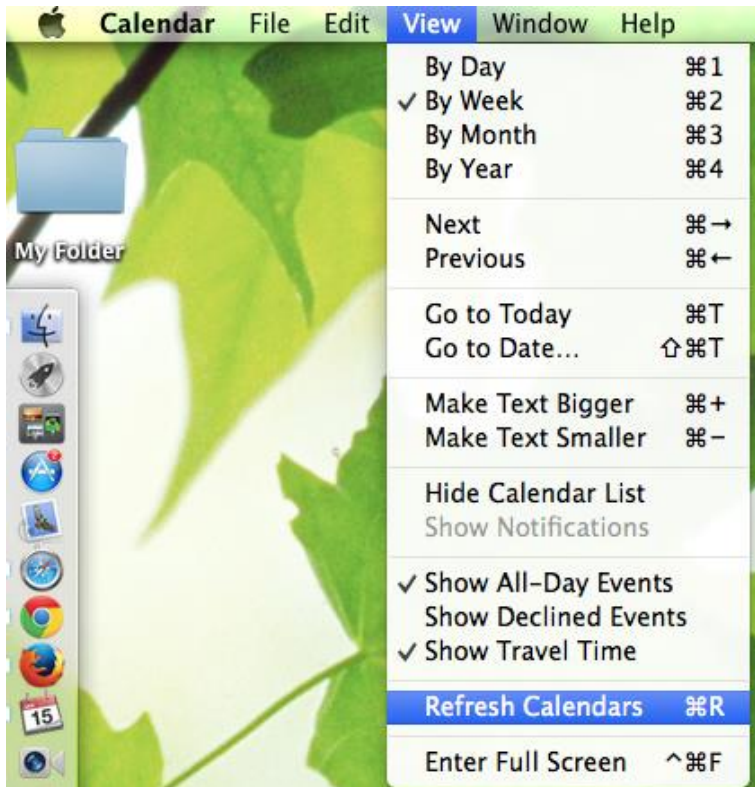 Calendar File Edit View Window Help
By Day ⌘1
✓ By Week ⌘2
By Month ⌘3
By Year ⌘4
Next ⌘→
Previous ⌘←
Go to Today ⌘T
Go to Date... ⇧⌘T
Make Text Bigger ⌘+
Make Text Smaller ⌘−
Hide Calendar List
Show Notifications
✓ Show All-Day Events
Show Declined Events
✓ Show Travel Time
Refresh Calendars ⌘R
Enter Full Screen ^⌘F
My Folder
15